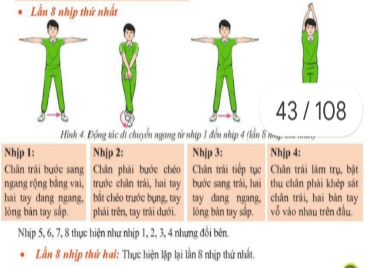 • Lần 8 nhịp thứ nhất
43 / 108
Hình 4. Động tác di chuyển ngang từ nhịp 1 đến nhịp 4 (lần 8
Nhịp 1:
Chân trái bước sang
ngang rộng bằng vai,
hai tay dang ngang,
lòng bàn tay sấp.
Nhịp 2:
Chân phải bước chéo
trước chân trái, hai tay
bắt chéo trước bụng, tay
phải trên, tay trái dưới.
Nhịp 3:
Chân trái tiếp tục
bước sang trái, hai
tay dang ngang,
lòng bàn tay sấp.
Nhịp 4:
Chân trái làm trụ, bật
thu chân phải khép sát
chân trái, hai bàn tay
vỗ vào nhau trên đầu.
Nhịp 5, 6, 7, 8 thực hiện như nhịp 1, 2, 3, 4 nhưng đổi bên.
• Lần 8 nhịp thứ hai: Thực hiện lặp lại lần 8 nhịp thứ nhất.